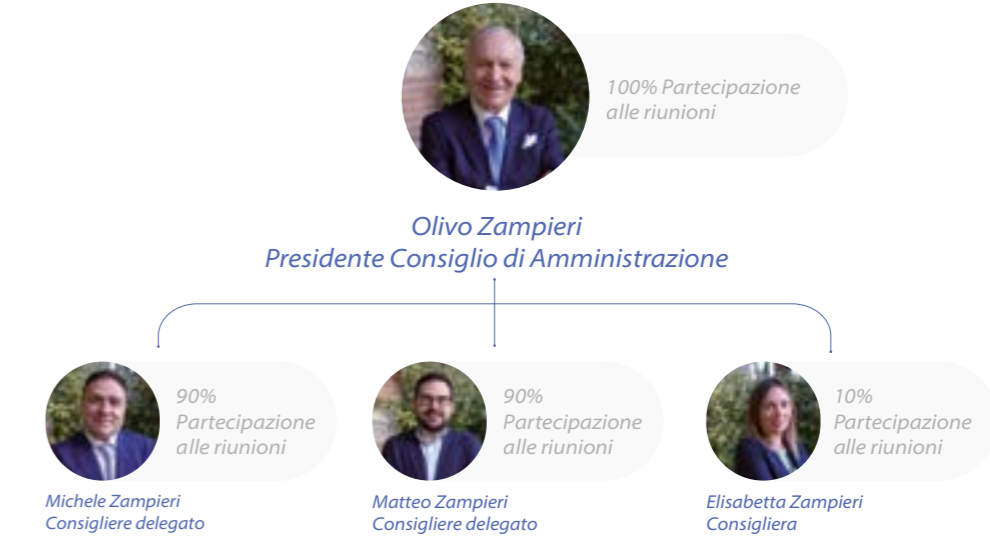 100% Partecipazione
alle riunioni
Olivo Zampieri
Presidente Consiglio di Amministrazione
90%
Partecipazione
alle riunioni
Michele Zampieri
Consigliere delegato
90%
Partecipazione
alle riunioni
Matteo Zampieri
Consigliere delegato
10%
Partecipazione
alle riunioni
Elisabetta Zampieri
Consigliera